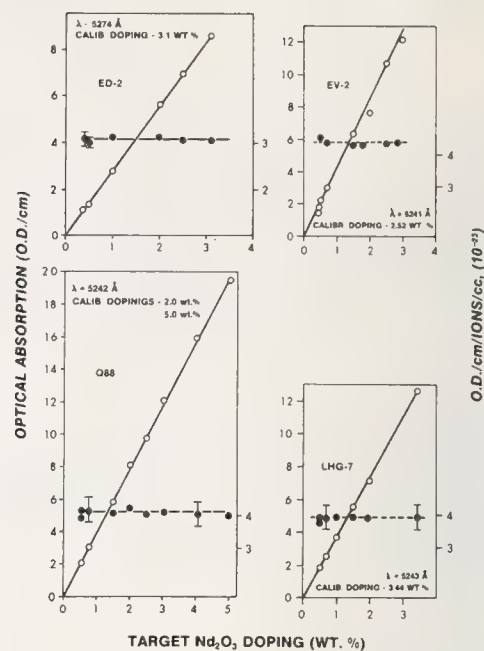 OPTICAL ABSORPTION (O.D./cm)
λ - 5274 Å
CALIB DOPING - 3.1 WT %
ED-2
8
6
4
2
0
3
2
0 1 2 3 4
EV-2
λ = 5241 Å
CALIBR DOPING - 2.52 WT %
12
10
8
6
4
2
0
4
3
0 1 2 3 4
λ = 5242 Å
CALIB DOPINIGS - 2.0 wt.%
5.0 wt.%
Q88
20
18
16
14
12
10
8
6
4
2
0
4
3
0 1 2 3 4 5
LHG-7
λ = 5243 Å
CALIB DOPING - 3.44 WT %
12
10
8
6
4
2
0
4
3
0 1 2 3 4
O.D./cm/IONS/cc, (10⁻²³)
TARGET Nd₂O₃ DOPING (WT. %)